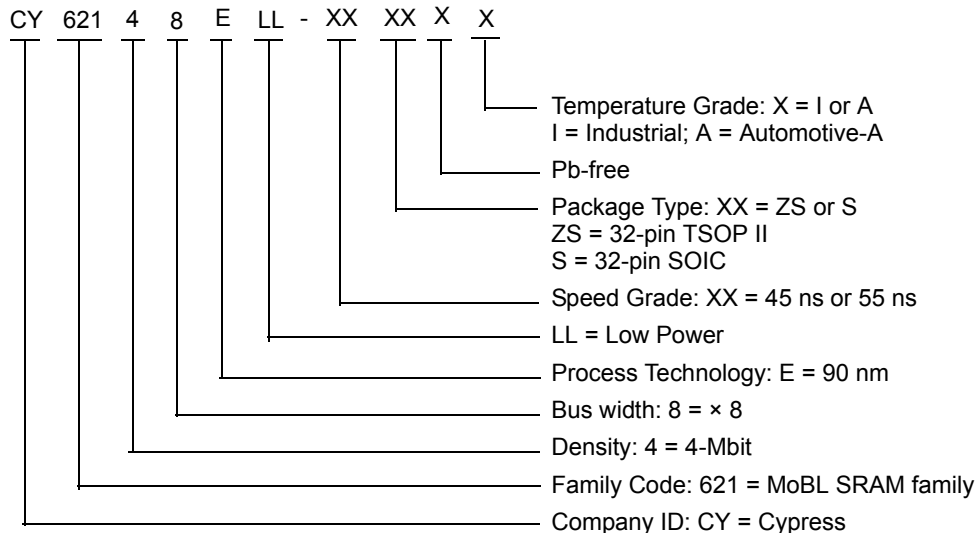 CY 621 4 8 E LL - XX XX X X
Temperature Grade: X = I or A
I = Industrial; A = Automotive-A
Pb-free
Package Type: XX = ZS or S
ZS = 32-pin TSOP II
S = 32-pin SOIC
Speed Grade: XX = 45 ns or 55 ns
LL = Low Power
Process Technology: E = 90 nm
Bus width: 8 = × 8
Density: 4 = 4-Mbit
Family Code: 621 = MoBL SRAM family
Company ID: CY = Cypress